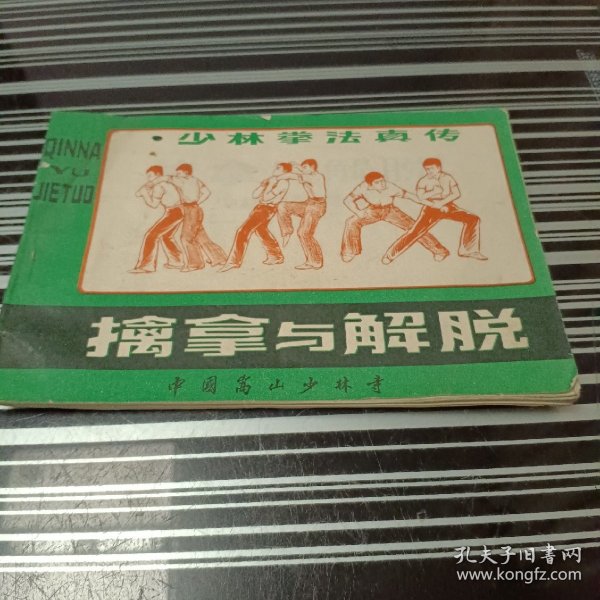 QINNA
YU
JIETUO
少林拳法真传
擒拿与解脱
中国嵩山少林寺
孔夫子旧书网
www.kongfz.com